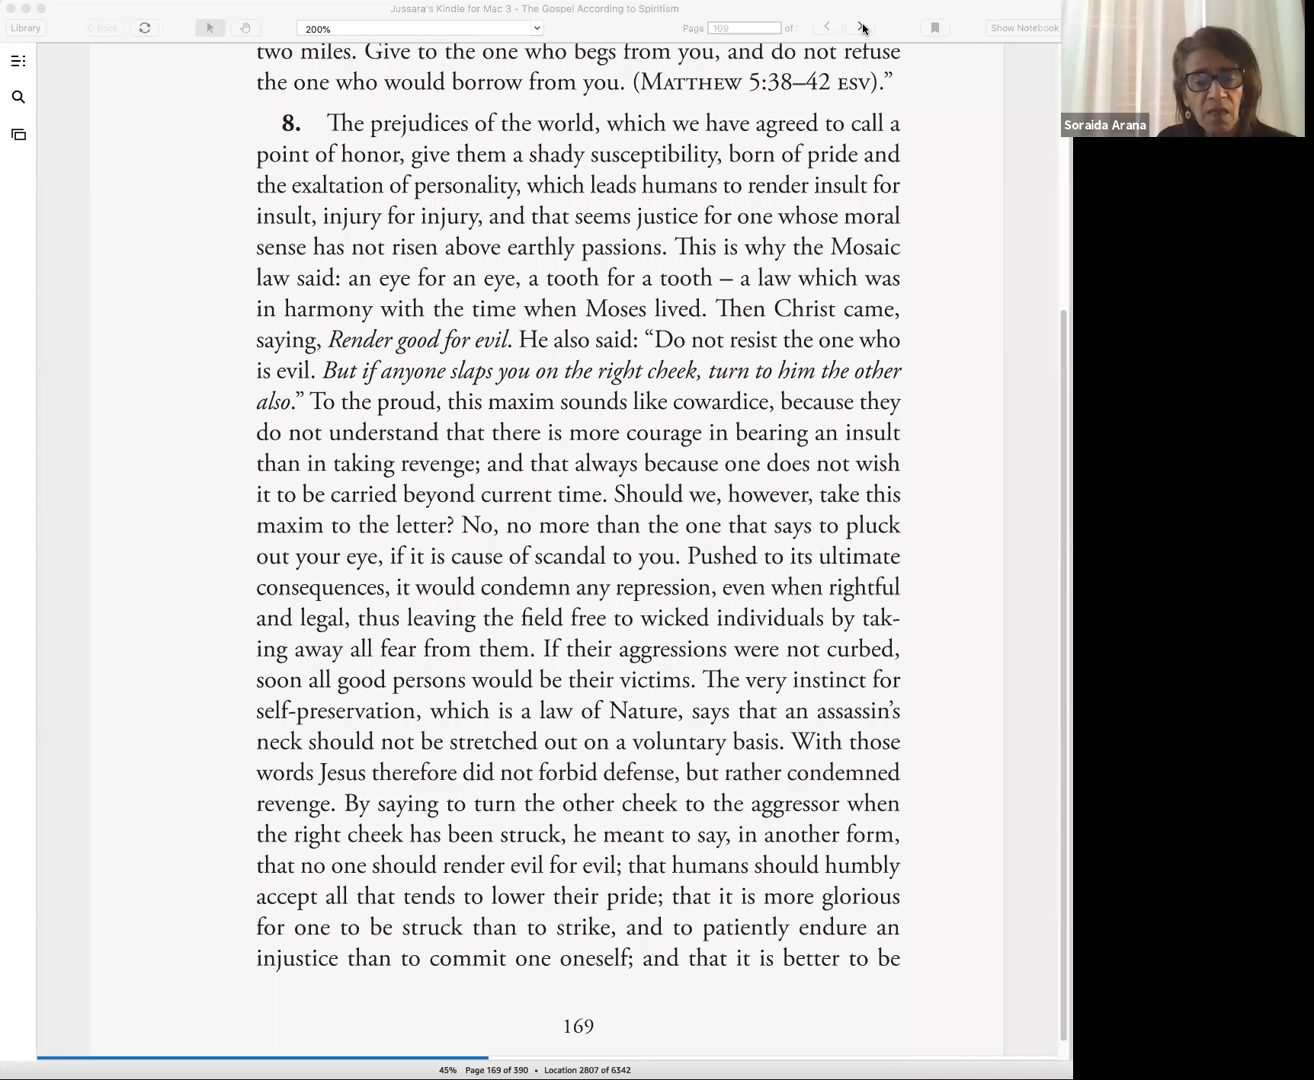 Jussara's Kindle for Mac 3 - The Gospel According to Spiritism
Library Back 200% Page 169 of Show Notebook
two miles. Give to the one who begs from you, and do not refuse
the one who would borrow from you. (MATTHEW 5:38–42 ESV).”
8. The prejudices of the world, which we have agreed to call a
point of honor, give them a shady susceptibility, born of pride and
the exaltation of personality, which leads humans to render insult for
insult, injury for injury, and that seems justice for one whose moral
sense has not risen above earthly passions. This is why the Mosaic
law said: an eye for an eye, a tooth for a tooth – a law which was
in harmony with the time when Moses lived. Then Christ came,
saying, Render good for evil. He also said: “Do not resist the one who
is evil. But if anyone slaps you on the right cheek, turn to him the other
also.” To the proud, this maxim sounds like cowardice, because they
do not understand that there is more courage in bearing an insult
than in taking revenge; and that always because one does not wish
it to be carried beyond current time. Should we, however, take this
maxim to the letter? No, no more than the one that says to pluck
out your eye, if it is cause of scandal to you. Pushed to its ultimate
consequences, it would condemn any repression, even when rightful
and legal, thus leaving the field free to wicked individuals by tak-
ing away all fear from them. If their aggressions were not curbed,
soon all good persons would be their victims. The very instinct for
self-preservation, which is a law of Nature, says that an assassin’s
neck should not be stretched out on a voluntary basis. With those
words Jesus therefore did not forbid defense, but rather condemned
revenge. By saying to turn the other cheek to the aggressor when
the right cheek has been struck, he meant to say, in another form,
that no one should render evil for evil; that humans should humbly
accept all that tends to lower their pride; that it is more glorious
for one to be struck than to strike, and to patiently endure an
injustice than to commit one oneself; and that it is better to be
169
45% Page 169 of 390 • Location 2807 of 6342
Soraida Arana